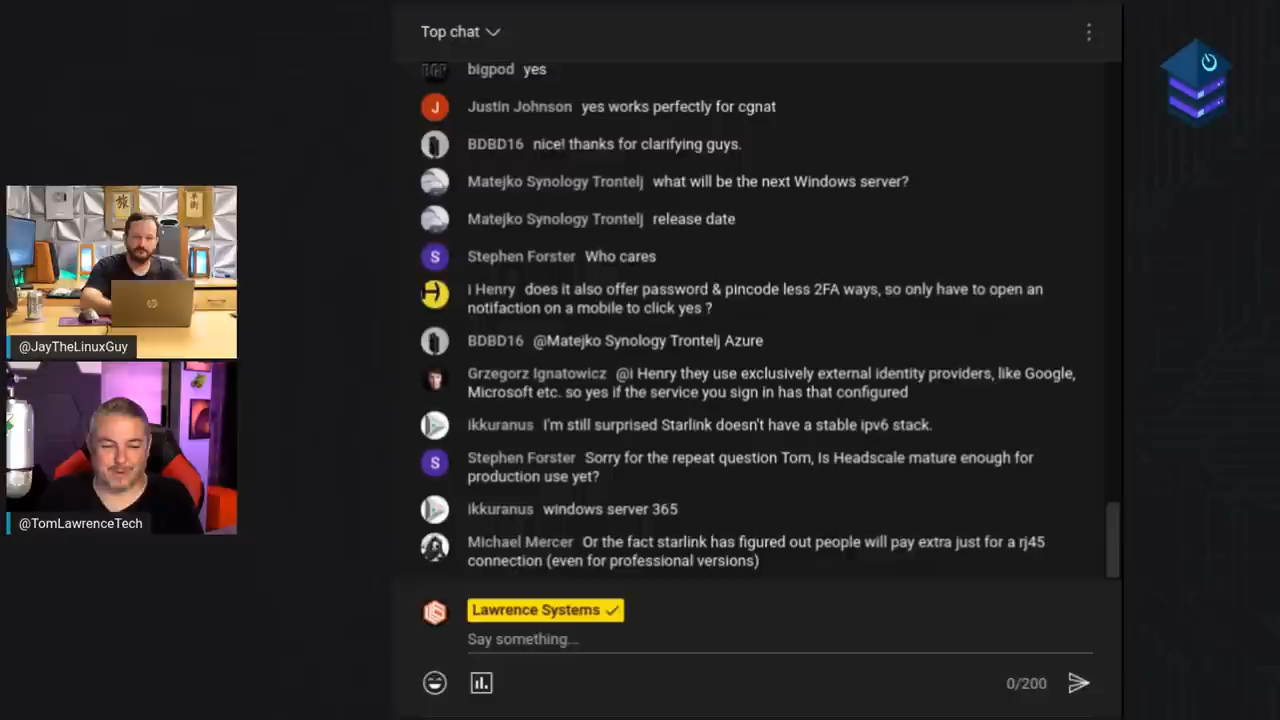 Top chat
bigpod yes
Justin Johnson yes works perfectly for cgnat
BDBD16 nice! thanks for clarifying guys.
Matejko Synology Trontelj what will be the next Windows server?
Matejko Synology Trontelj release date
Stephen Forster Who cares
i Henry does it also offer password & pincode less 2FA ways, so only have to open an
notifaction on a mobile to click yes ?
BDBD16 @Matejko Synology Trontelj Azure
Grzegorz Ignatowicz @i Henry they use exclusively external identity providers, like Google,
Microsoft etc. so yes if the service you sign in has that configured
ikkuranus I'm still surprised Starlink doesn't have a stable ipv6 stack.
Stephen Forster Sorry for the repeat question Tom, Is Headscale mature enough for
production use yet?
ikkuranus windows server 365
Michael Mercer Or the fact starlink has figured out people will pay extra just for a rj45
connection (even for professional versions)
Lawrence Systems
Say something...
0/200
J
S
S
hp
@JayTheLinuxGuy
@TomLawrenceTech